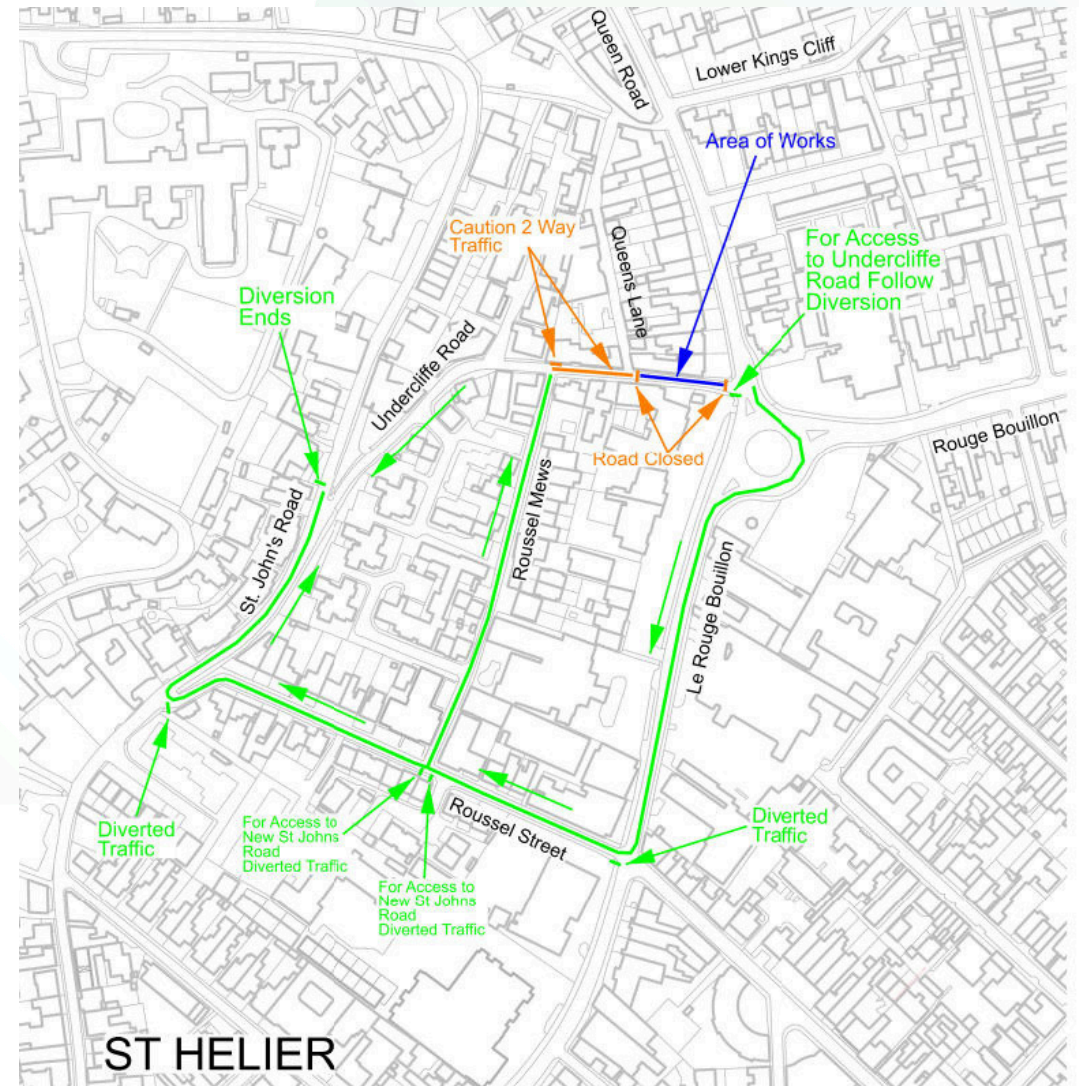 Queen Road
Lower Kings Cliff
Area of Works
Caution 2 Way
Traffic
Queens Lane
For Access
to Undercliffe
Road Follow
Diversion
Diversion
Ends
Undercliffe Road
Rouge Bouillon
Road Closed
Roussel Mews
St. John's Road
Le Rouge Bouillon
Diverted
Traffic
For Access to
New St Johns
Road
Diverted Traffic
Roussel Street
Diverted
Traffic
For Access to
New St Johns
Road
Diverted Traffic
ST HELIER